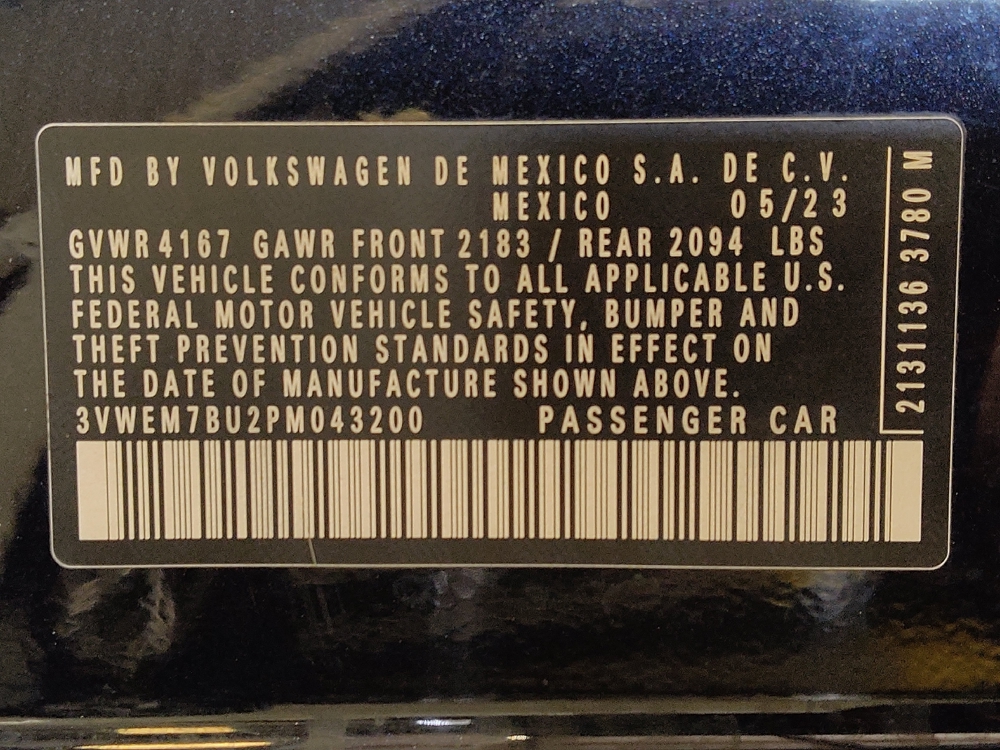 MFD BY VOLKSWAGEN DE MEXICO S.A. DE C.V.
MEXICO 05/23
GVWR 4167 GAWR FRONT 2183 / REAR 2094 LBS
THIS VEHICLE CONFORMS TO ALL APPLICABLE U.S.
FEDERAL MOTOR VEHICLE SAFETY, BUMPER AND
THEFT PREVENTION STANDARDS IN EFFECT ON
THE DATE OF MANUFACTURE SHOWN ABOVE.
3VWEM7BU2PM043200 PASSENGER CAR
2131136 3780 M